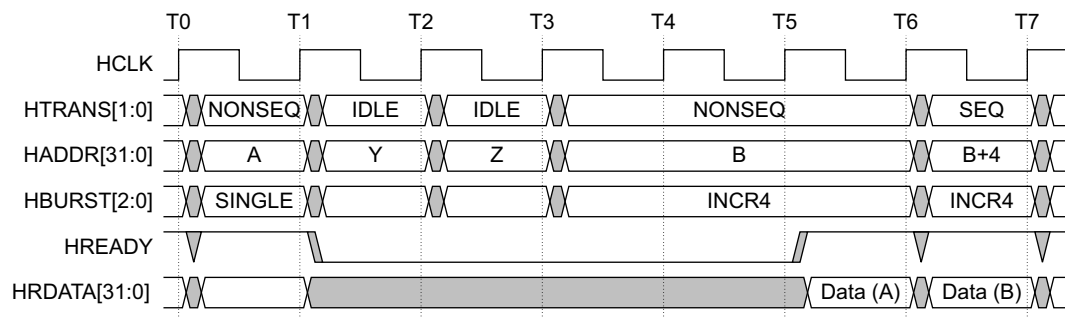 T0 T1 T2 T3 T4 T5 T6 T7
HCLK
HTRANS[1:0] NONSEQ IDLE IDLE NONSEQ SEQ
HADDR[31:0] A Y Z B B+4
HBURST[2:0] SINGLE INCR4 INCR4
HREADY
HRDATA[31:0] Data (A) Data (B)